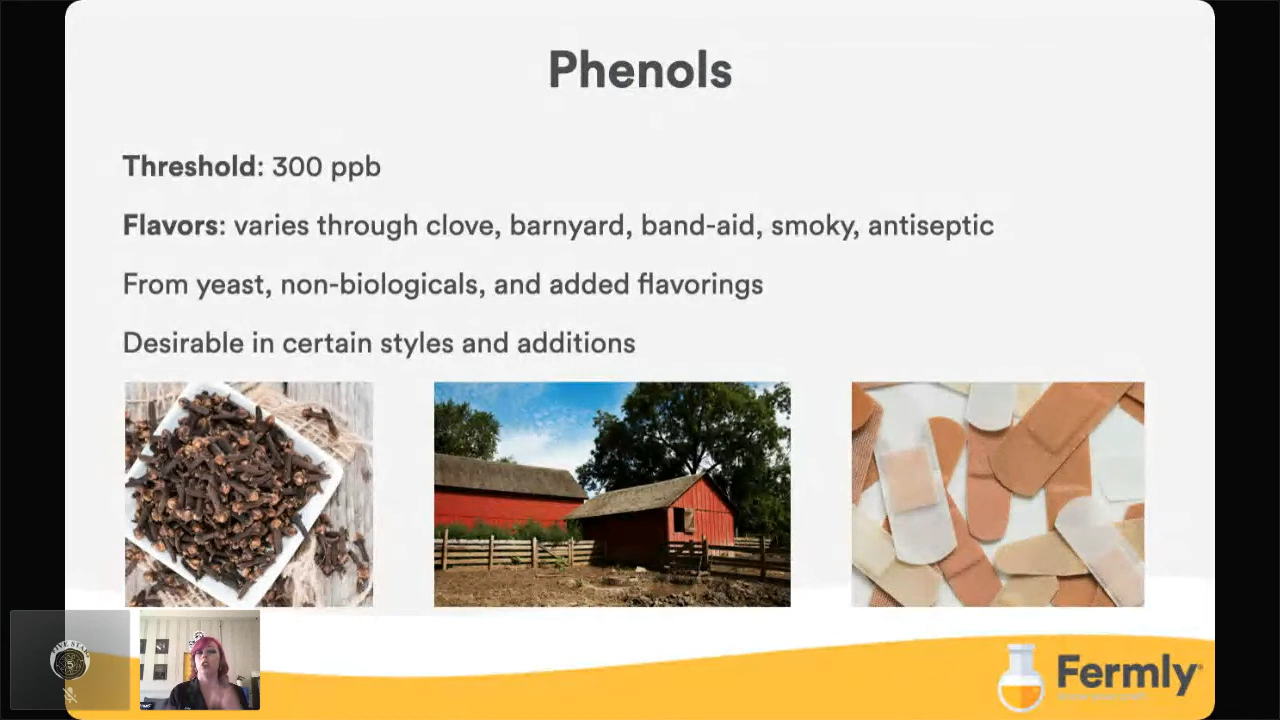 Phenols
Threshold: 300 ppb
Flavors: varies through clove, barnyard, band-aid, smoky, antiseptic
From yeast, non-biologicals, and added flavorings
Desirable in certain styles and additions
Fermly